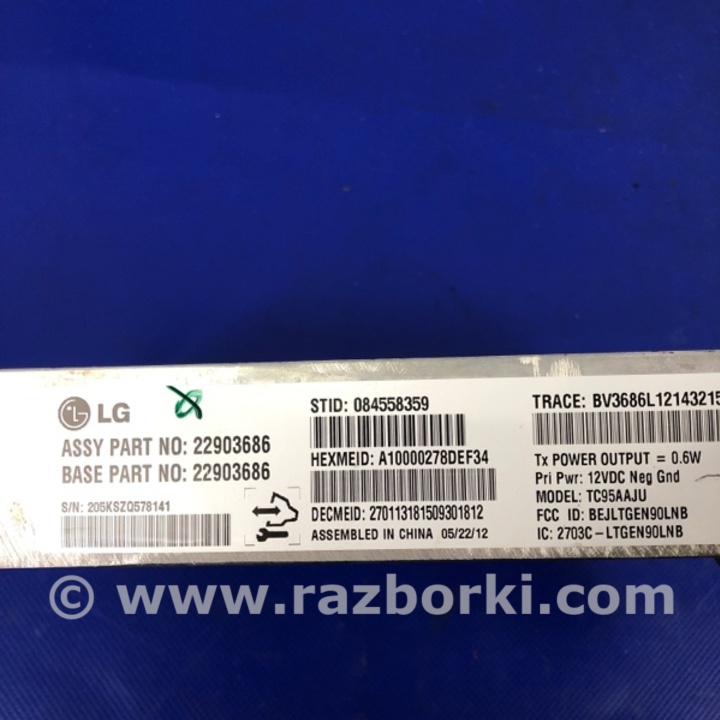 LG
ASSY PART NO: 22903686
BASE PART NO: 22903686
S/N: 205KSZQ578141
STID: 084558359
HEXMEID: A10000278DEF34
DECMEID: 270113181509301812
ASSEMBLED IN CHINA 05/22/12
TRACE: BV3686L12143215
Tx POWER OUTPUT = 0.6W
Pri Pwr: 12VDC Neg Gnd
MODEL: TC95AAJU
FCC ID: BEJLTGEN90LNB
IC: 2703C-LTGEN90LNB
© www.razborki.com